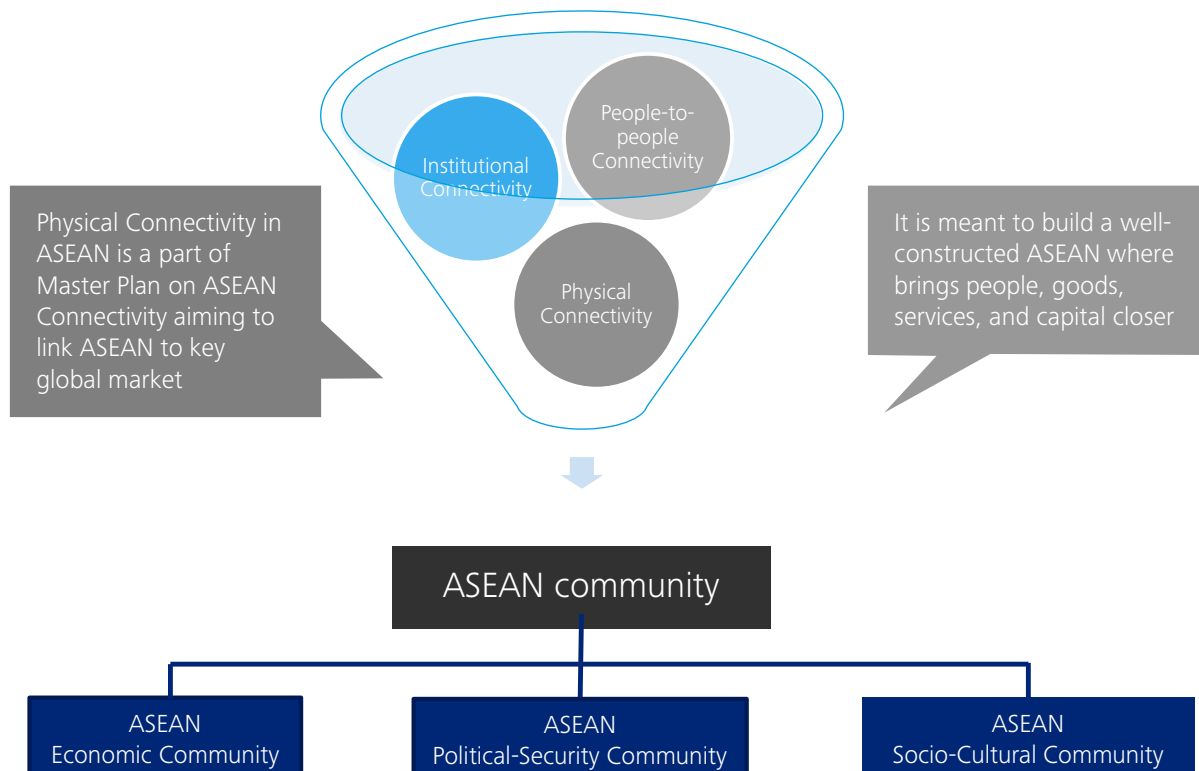 People-to-
people
Connectivity
Institutional
Connectivity
Physical
Connectivity
Physical Connectivity in
ASEAN is a part of
Master Plan on ASEAN
Connectivity aiming to
link ASEAN to key
global market
It is meant to build a well-
constructed ASEAN where
brings people, goods,
services, and capital closer
ASEAN community
ASEAN
Economic Community
ASEAN
Political-Security Community
ASEAN
Socio-Cultural Community